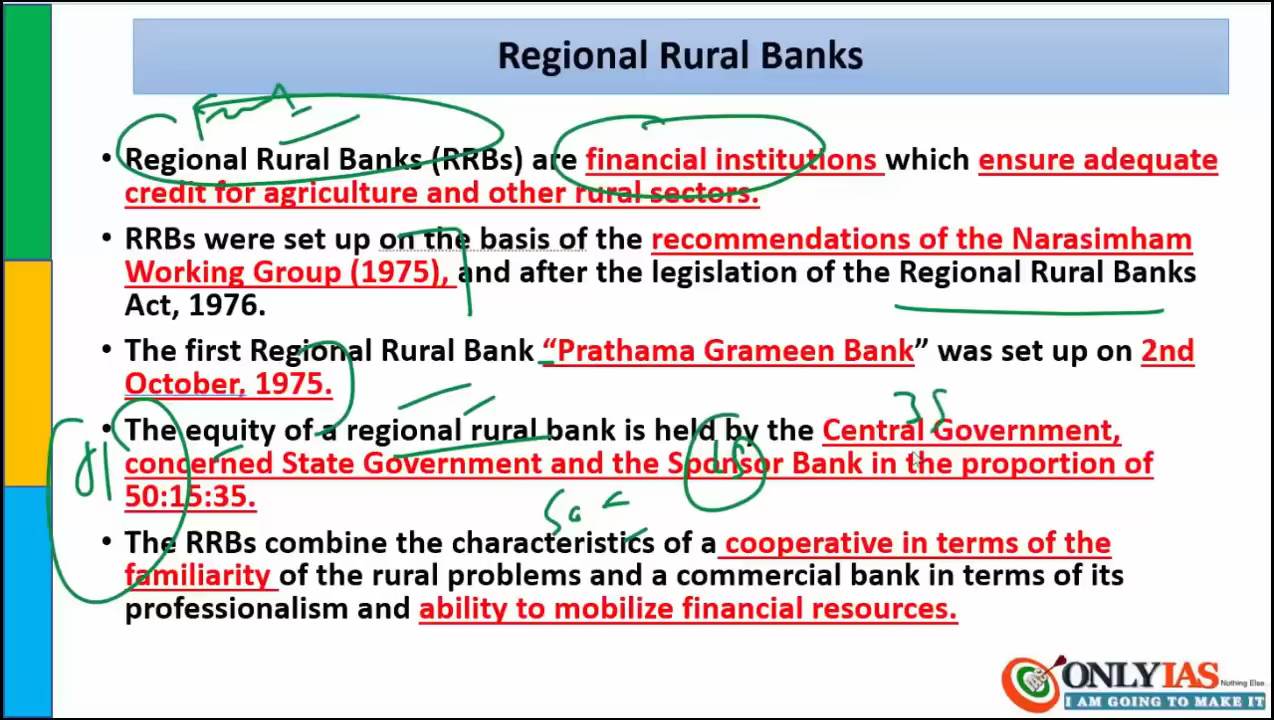 Regional Rural Banks
• Regional Rural Banks (RRBs) are financial institutions which ensure adequate
credit for agriculture and other rural sectors.
• RRBs were set up on the basis of the recommendations of the Narasimham
Working Group (1975), and after the legislation of the Regional Rural Banks
Act, 1976.
• The first Regional Rural Bank “Prathama Grameen Bank” was set up on 2nd
October, 1975.
35
• The equity of a regional rural bank is held by the Central Government,
concerned State Government and the Sponsor Bank in the proportion of
50:15:35.
15
50
• The RRBs combine the characteristics of a cooperative in terms of the
familiarity of the rural problems and a commercial bank in terms of its
professionalism and ability to mobilize financial resources.
ONLYIAS
Nothing Else
I AM GOING TO MAKE IT